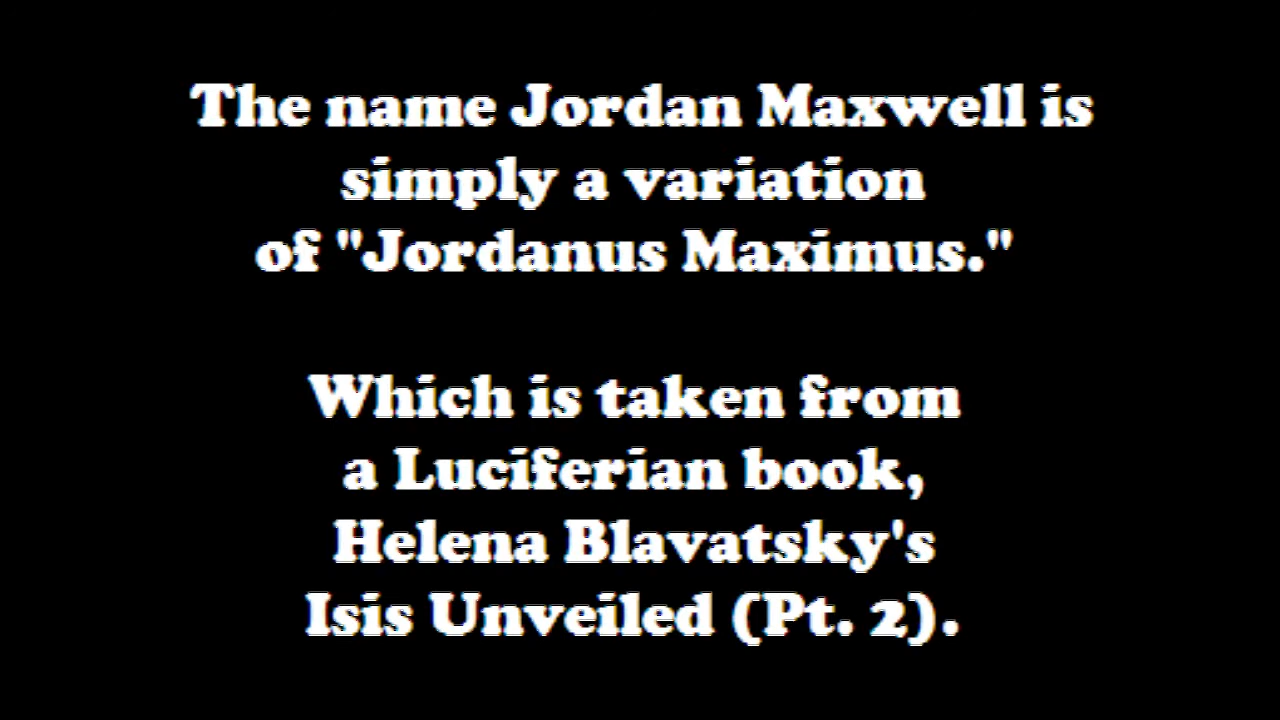 The name Jordan Maxwell is
simply a variation
of "Jordanus Maximus."
Which is taken from
a Luciferian book,
Helena Blavatsky's
Isis Unveiled (Pt. 2).